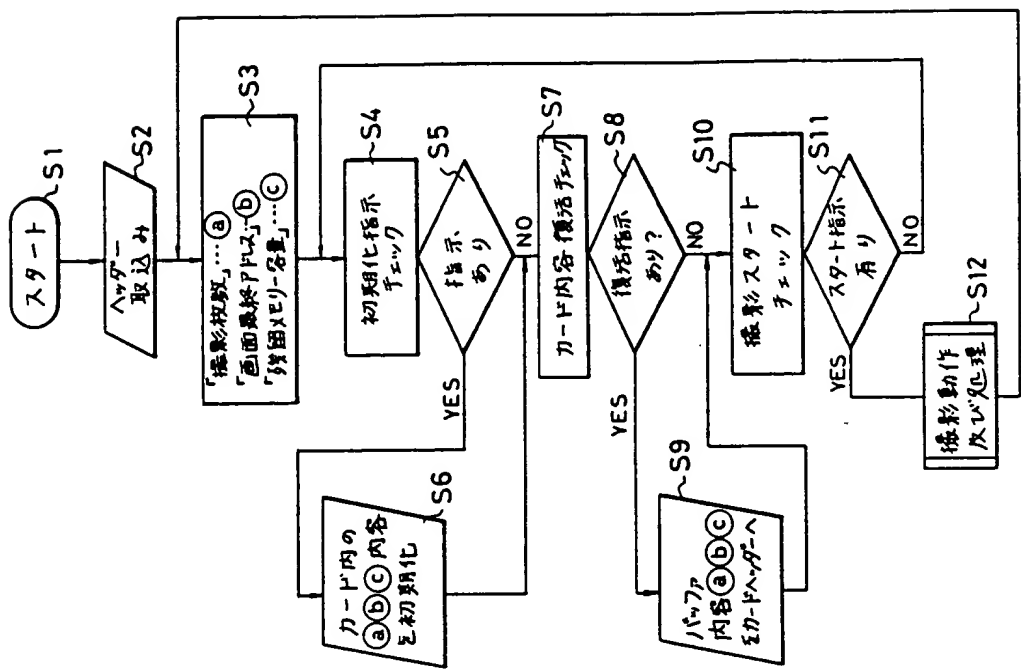 スタート
S1
ヘッダー
取込み
S2
「撮影枚数」…ⓐ
「画面最終アドレス」…ⓑ
「残留メモリー容量」…ⓒ
S3
初期化指示
チェック
S4
指示、
あり
S5
YES
NO
カード内の
ⓐⓑⓒ内容
を初期化
S6
カード内容復活チェック
S7
復活指示
あり?
S8
YES
NO
バッファ
内容ⓐⓑⓒ
をカードヘッダーへ
S9
撮影スタート
チェック
S10
スタート指示
有り
S11
YES
NO
撮影動作
及び処理
S12